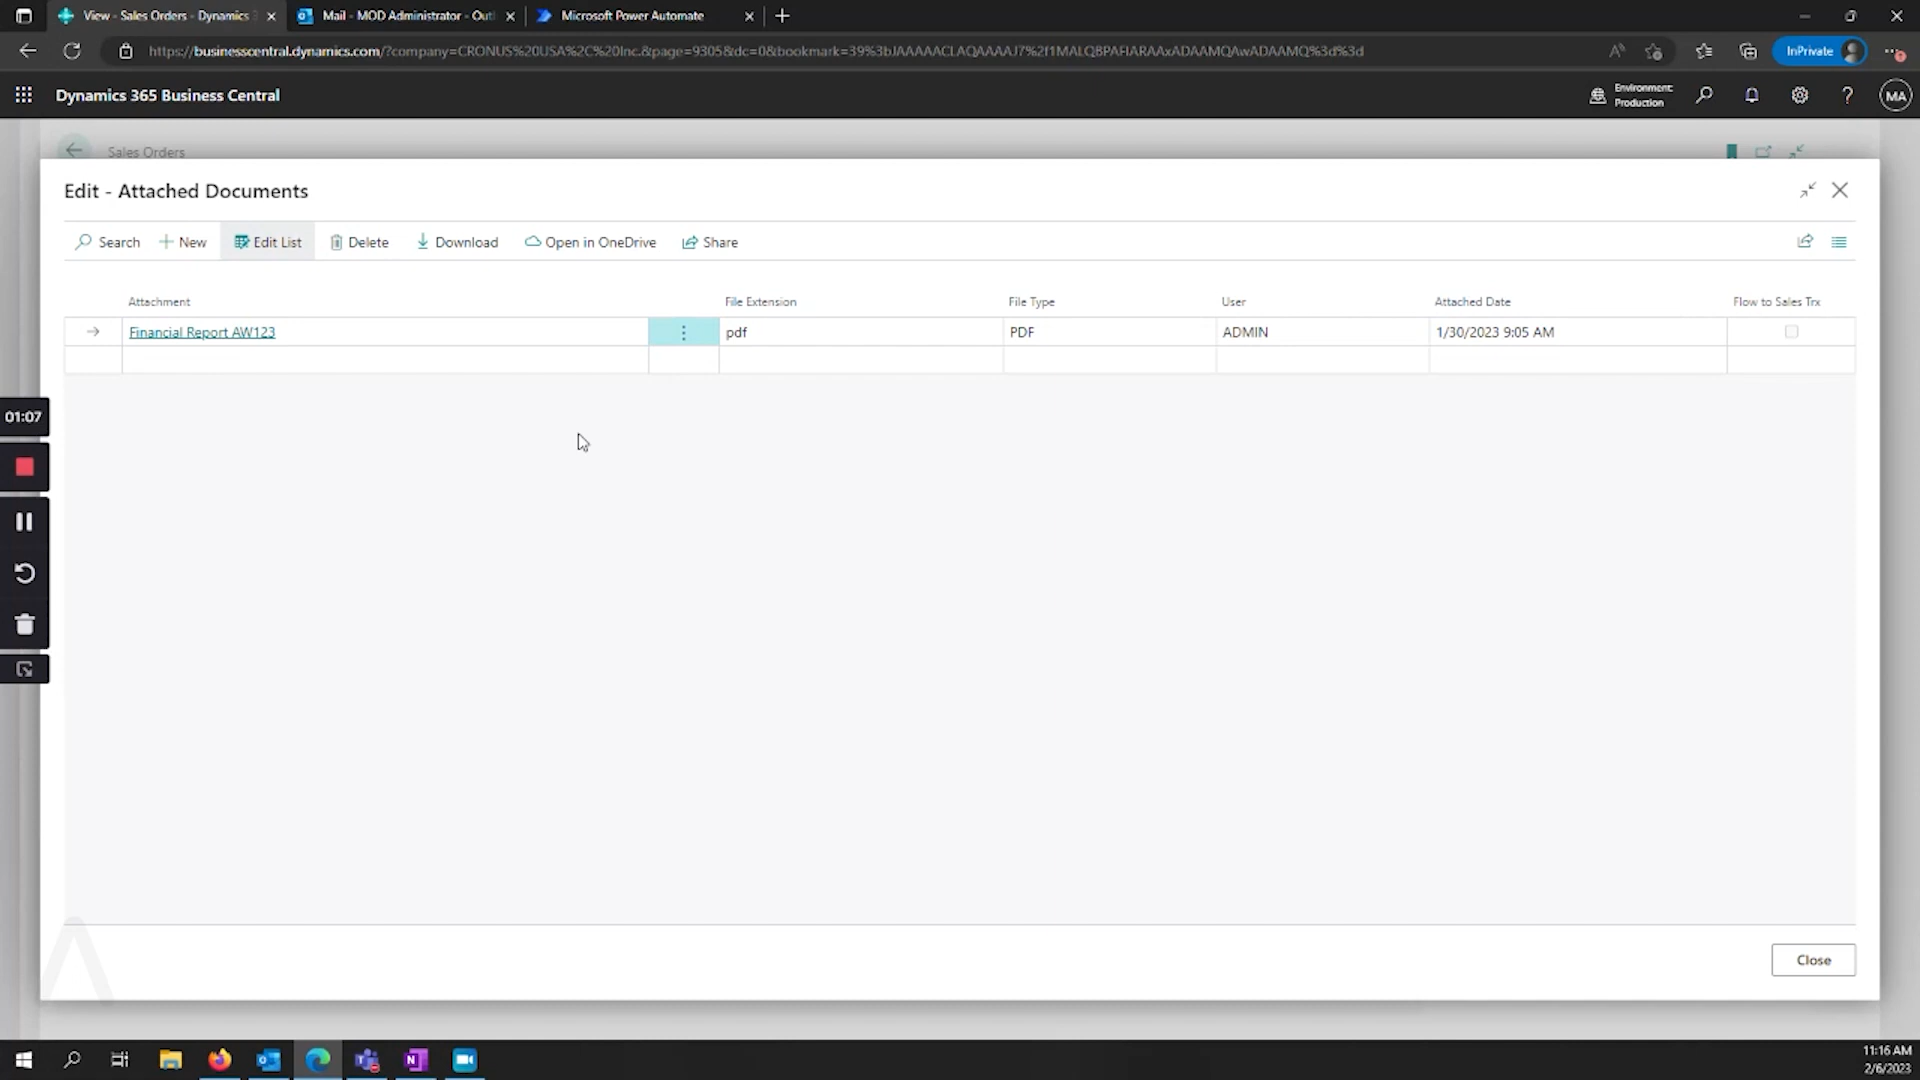 View - Sales Orders - Dynamics 3
Mail - MOD Administrator - Outl
Microsoft Power Automate
https://businesscentral.dynamics.com/?company=CRONUS%20USA%2C%20Inc.&page=9305&dc=0&bookmark=39%3bJAAAAACLAQAAAAJ7%2f1MALQBPAFIARAAxADAAMQAwADAAMQ%3d%3d
InPrivate
Dynamics 365 Business Central
Environment:
Production
MA
Sales Orders
Edit - Attached Documents
Search New Edit List Delete Download Open in OneDrive Share
Attachment File Extension File Type User Attached Date Flow to Sales Trx
Financial Report AW123 pdf PDF ADMIN 1/30/2023 9:05 AM
01:07
Close
11:16 AM
2/6/2023